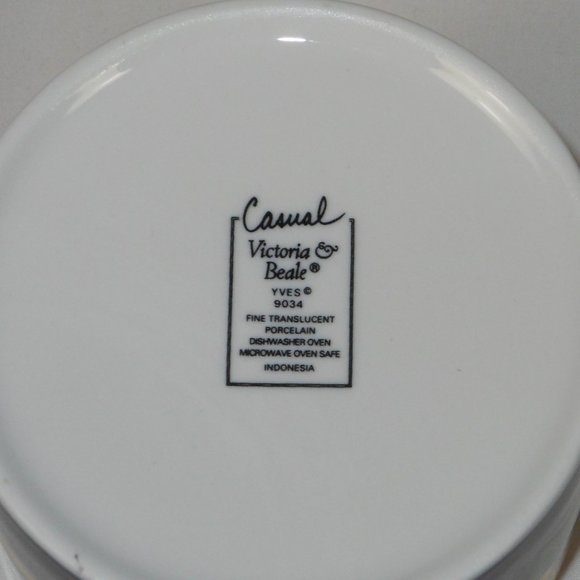 Casual
Victoria &
Beale®
YVES©
9034
FINE TRANSLUCENT
PORCELAIN
DISHWASHER OVEN
MICROWAVE OVEN SAFE
INDONESIA